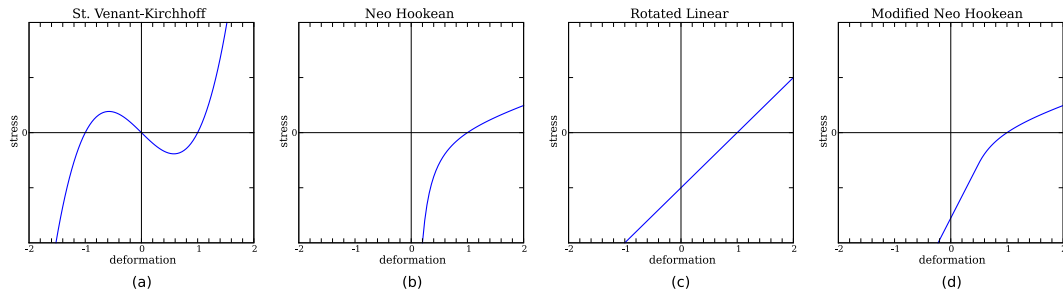 St. Venant-Kirchhoff
stress
0
-2 -1 0 1 2
deformation
(a)
Neo Hookean
stress
0
-2 -1 0 1 2
deformation
(b)
Rotated Linear
stress
0
-2 -1 0 1 2
deformation
(c)
Modified Neo Hookean
stress
0
-2 -1 0 1 2
deformation
(d)